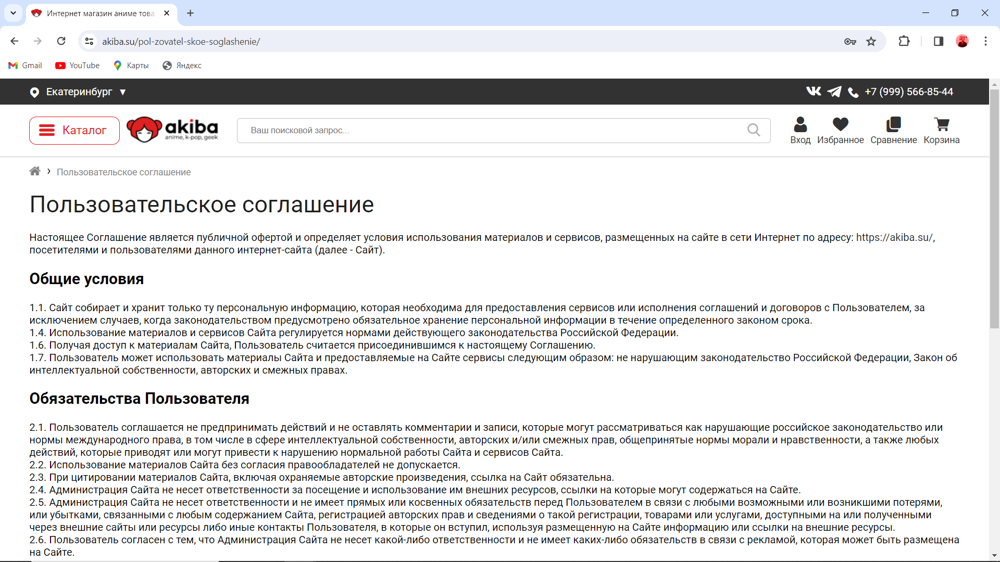 Интернет магазин аниме това
akiba.su/pol-zovatel-skoe-soglashenie/
Gmail YouTube Карты Яндекс
Екатеринбург ▼ +7 (999) 566-85-44
Каталог akiba Ваш поисковой запрос... Вход Избранное Сравнение Корзина
anime, k-pop, geek
Пользовательское соглашение
Пользовательское соглашение
Настоящее Соглашение является публичной офертой и определяет условия использования материалов и сервисов, размещенных на сайте в сети Интернет по адресу: https://akiba.su/,
посетителями и пользователями данного интернет-сайта (далее - Сайт).
Общие условия
1.1. Сайт собирает и хранит только ту персональную информацию, которая необходима для предоставления сервисов или исполнения соглашений и договоров с Пользователем, за
исключением случаев, когда законодательством предусмотрено обязательное хранение персональной информации в течение определенного законом срока.
1.4. Использование материалов и сервисов Сайта регулируется нормами действующего законодательства Российской Федерации.
1.6. Получая доступ к материалам Сайта, Пользователь считается присоединившимся к настоящему Соглашению.
1.7. Пользователь может использовать материалы Сайта и предоставляемые на Сайте сервисы следующим образом: не нарушающим законодательство Российской Федерации, Закон об
интеллектуальной собственности, авторских и смежных правах.
Обязательства Пользователя
2.1. Пользователь соглашается не предпринимать действий и не оставлять комментарии и записи, которые могут рассматриваться как нарушающие российское законодательство или
нормы международного права, в том числе в сфере интеллектуальной собственности, авторских и/или смежных прав, общепринятые нормы морали и нравственности, а также любых
действий, которые приводят или могут привести к нарушению нормальной работы Сайта и сервисов Сайта.
2.2. Использование материалов Сайта без согласия правообладателей не допускается.
2.3. При цитировании материалов Сайта, включая охраняемые авторские произведения, ссылка на Сайт обязательна.
2.4. Администрация Сайта не несет ответственности за посещение и использование им внешних ресурсов, ссылки на которые могут содержаться на Сайте.
2.5. Администрация Сайта не несет ответственности и не имеет прямых или косвенных обязательств перед Пользователем в связи с любыми возможными или возникшими потерями,
или убытками, связанными с любым содержанием Сайта, регистрацией авторских прав и сведениями о такой регистрации, товарами или услугами, доступными на или полученными
через внешние сайты или ресурсы либо иные контакты Пользователя, в которые он вступил, используя размещенную на Сайте информацию или ссылки на внешние ресурсы.
2.6. Пользователь согласен с тем, что Администрация Сайта не несет какой-либо ответственности и не имеет каких-либо обязательств в связи с рекламой, которая может быть размещена
на Сайте.